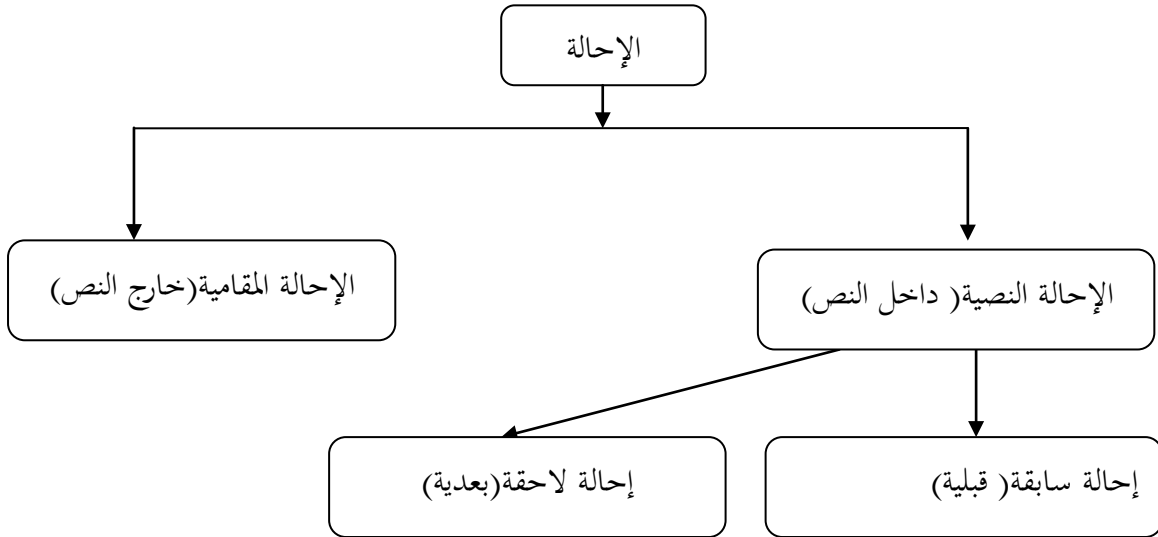 الإحالة
الإحالة النصية( داخل النص)
الإحالة المقامية(خارج النص)
إحالة سابقة( قبلية)
إحالة لاحقة(بعدية)